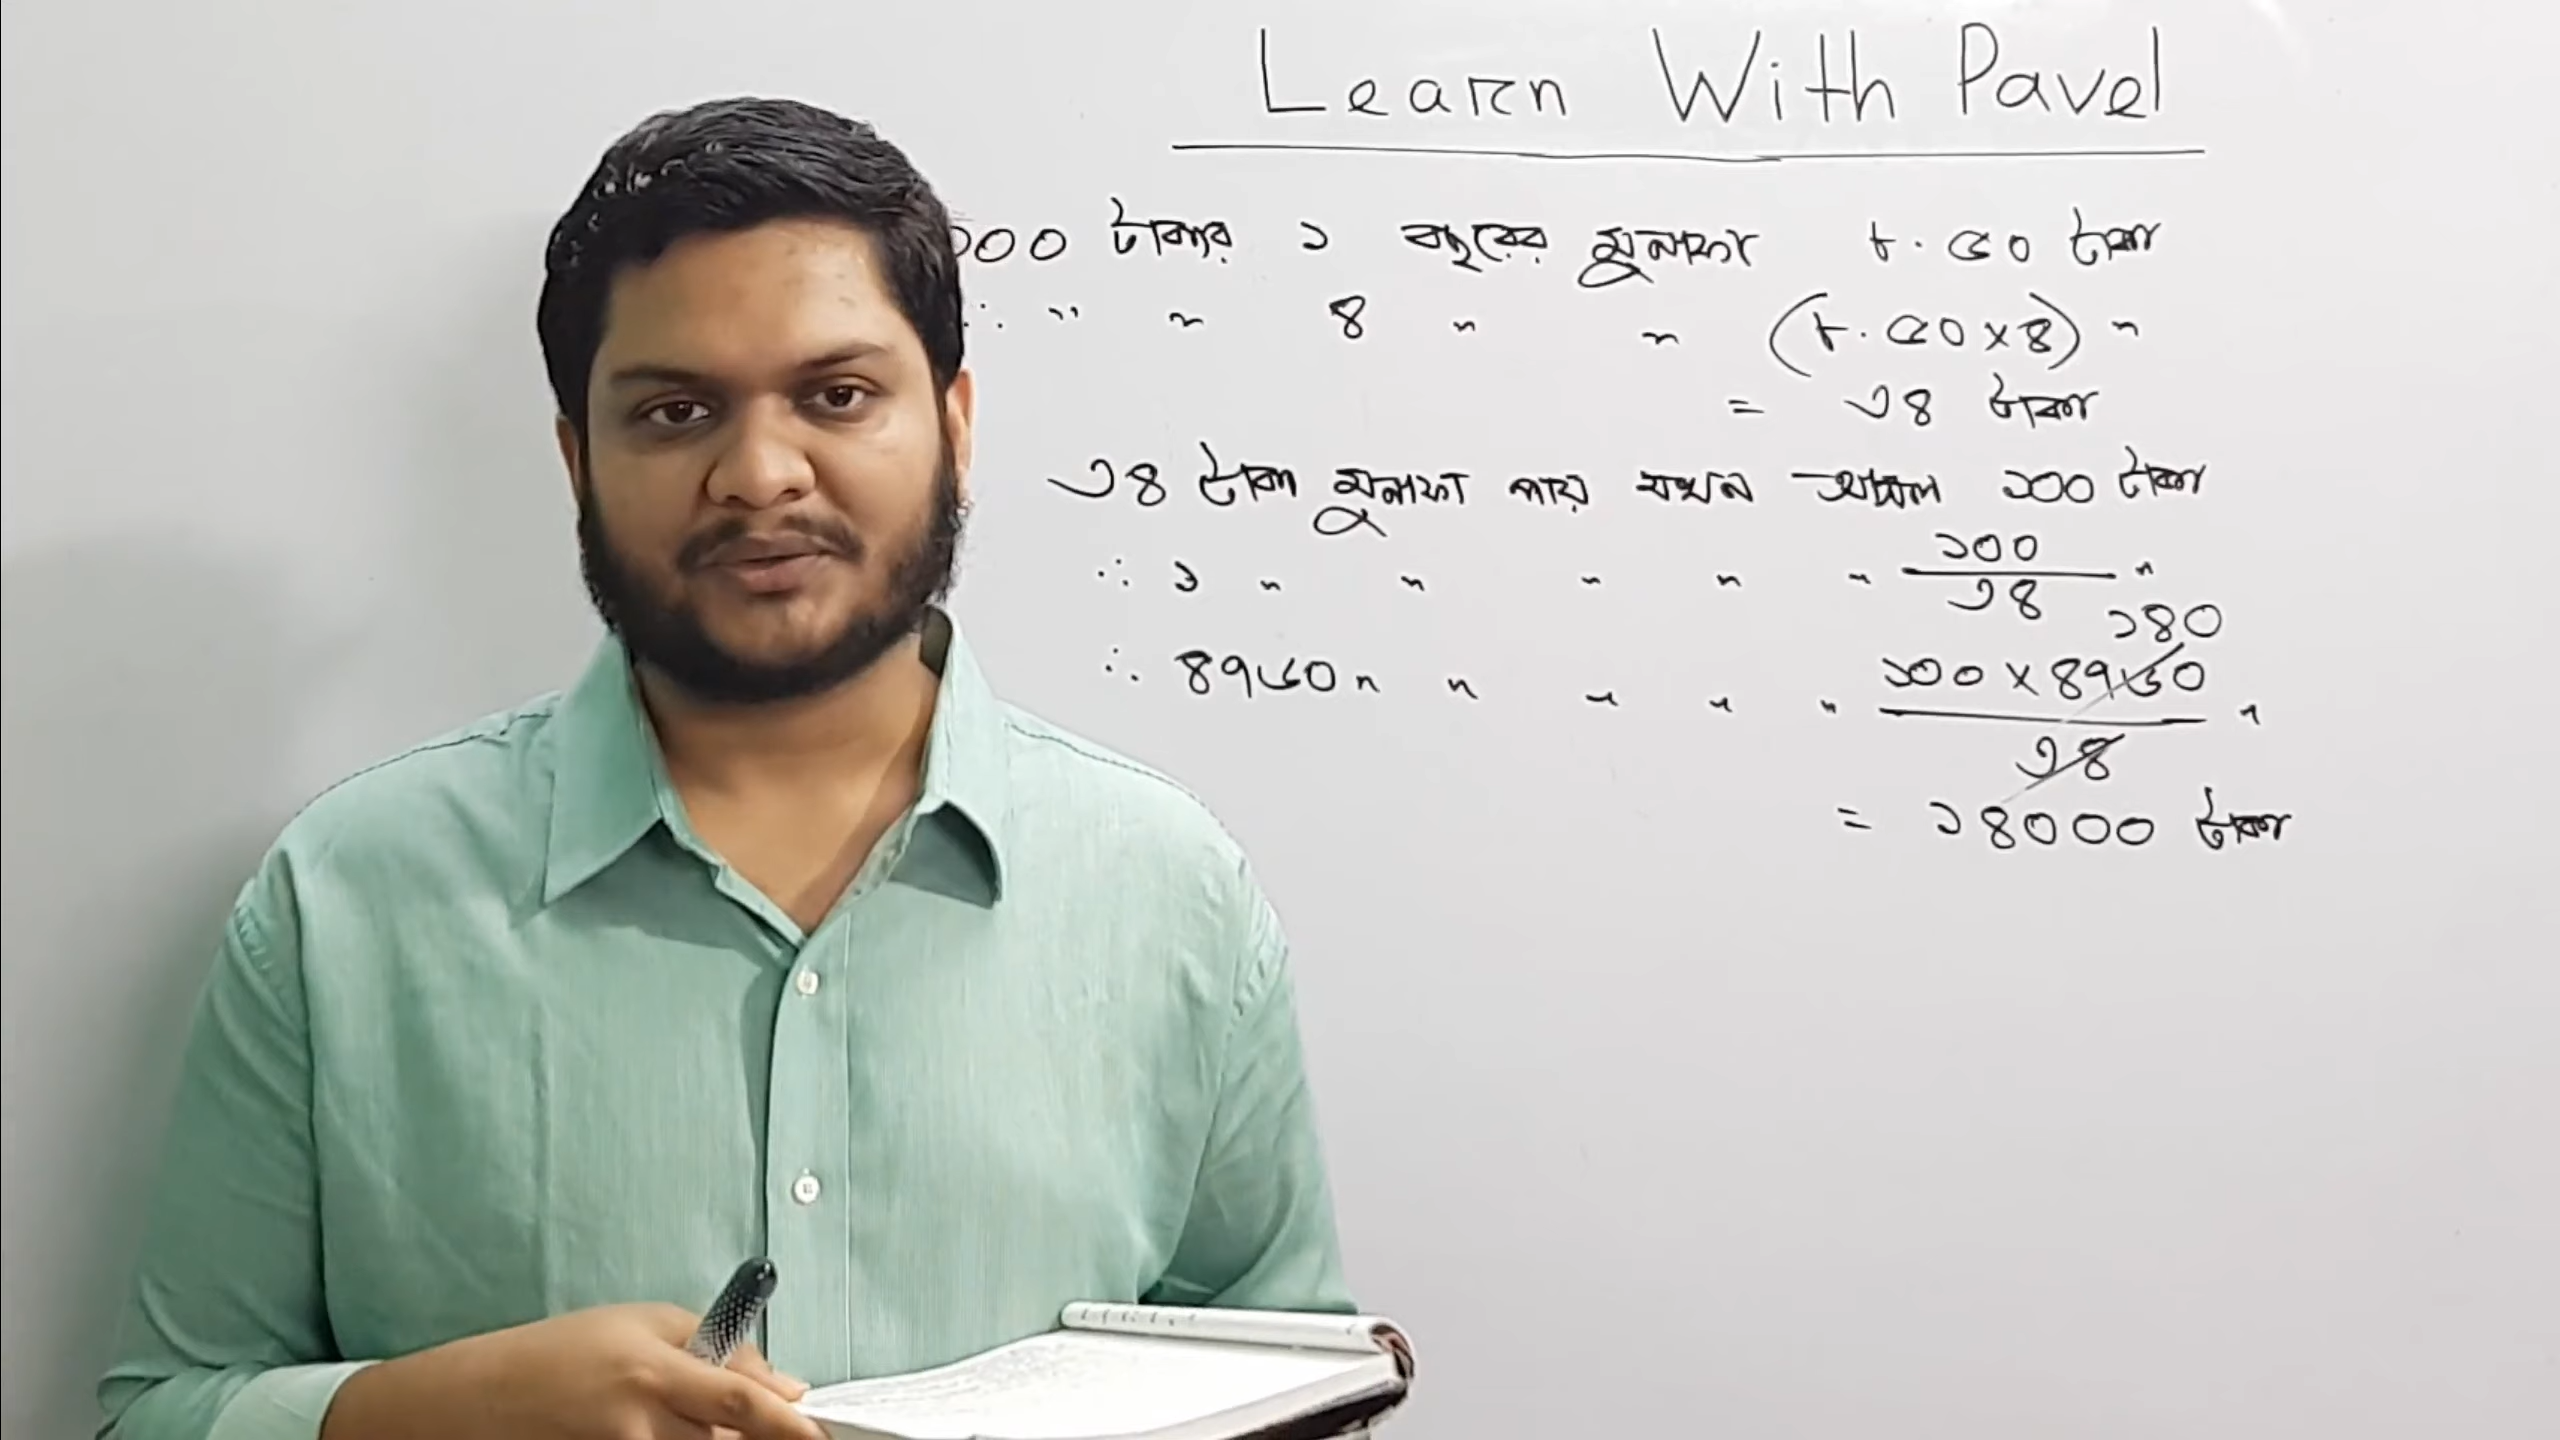 Learn With Pavel
১০০ টাকার ১ বছরের মুনাফা ৮.৫০ টাকা
∴ " " ৪ " " (৮.৫০×৪) "
= ৩৪ টাকা
৩৪ টাকা মুনাফা পায় যখন আসল ১০০ টাকা
∴ ১ " " " " " ১০০/৩৪ "
১৪০
∴ ৪৭৬০ " " " " " ১০০×৪৭৬০/৩৪ "
= ১৪০০০ টাকা